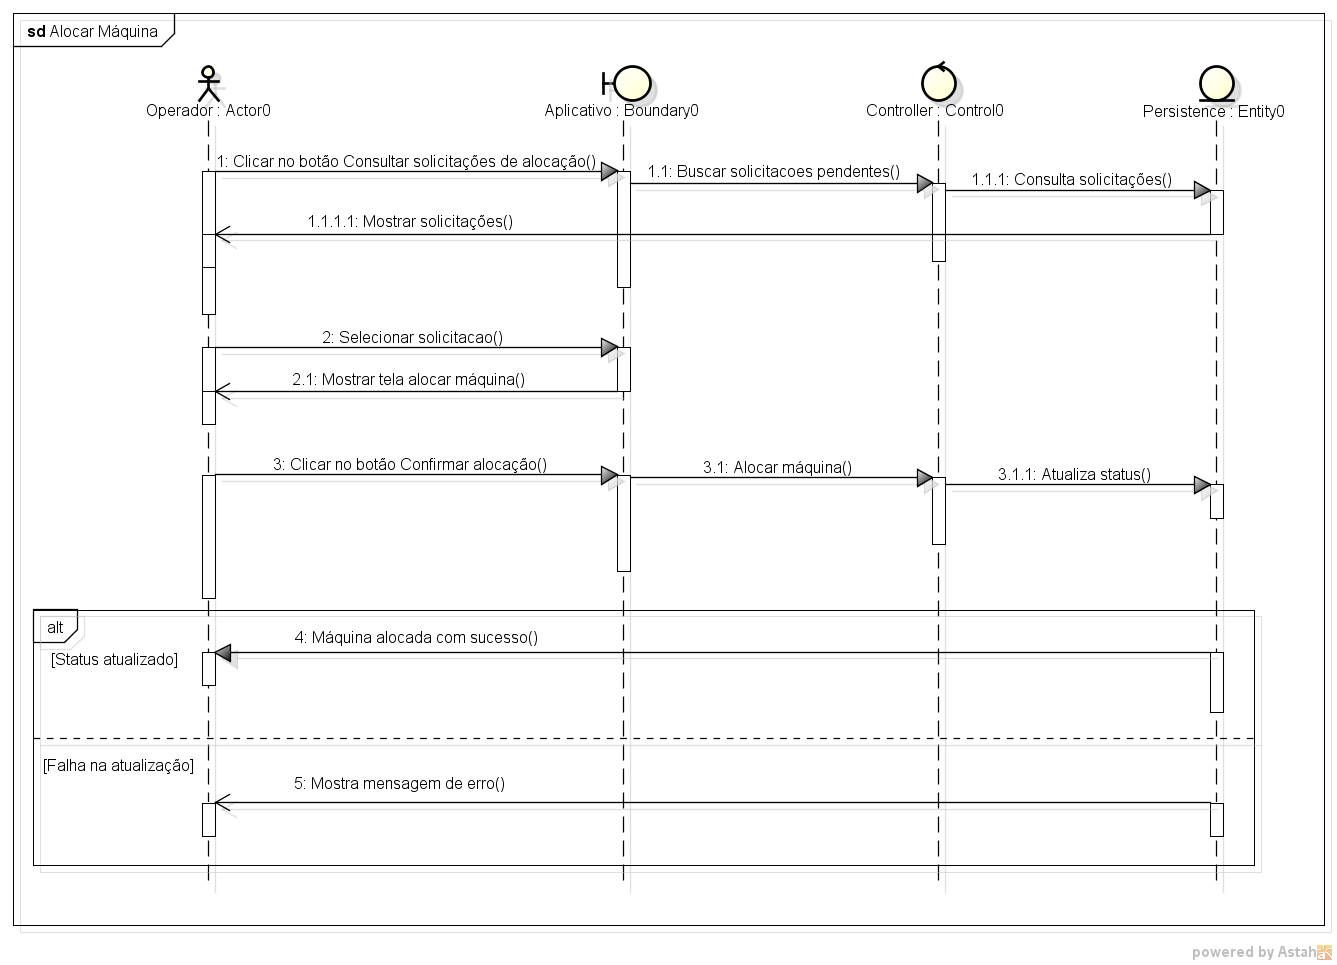 sd Alocar Máquina
Operador : Actor0
Aplicativo : Boundary0
Controller : Control0
Persistence : Entity0
1: Clicar no botão Consultar solicitações de alocação()
1.1: Buscar solicitacoes pendentes()
1.1.1: Consulta solicitações()
1.1.1.1: Mostrar solicitações()
2: Selecionar solicitacao()
2.1: Mostrar tela alocar máquina()
3: Clicar no botão Confirmar alocação()
3.1: Alocar máquina()
3.1.1: Atualiza status()
alt
4: Máquina alocada com sucesso()
[Status atualizado]
[Falha na atualização]
5: Mostra mensagem de erro()
powered by Astah